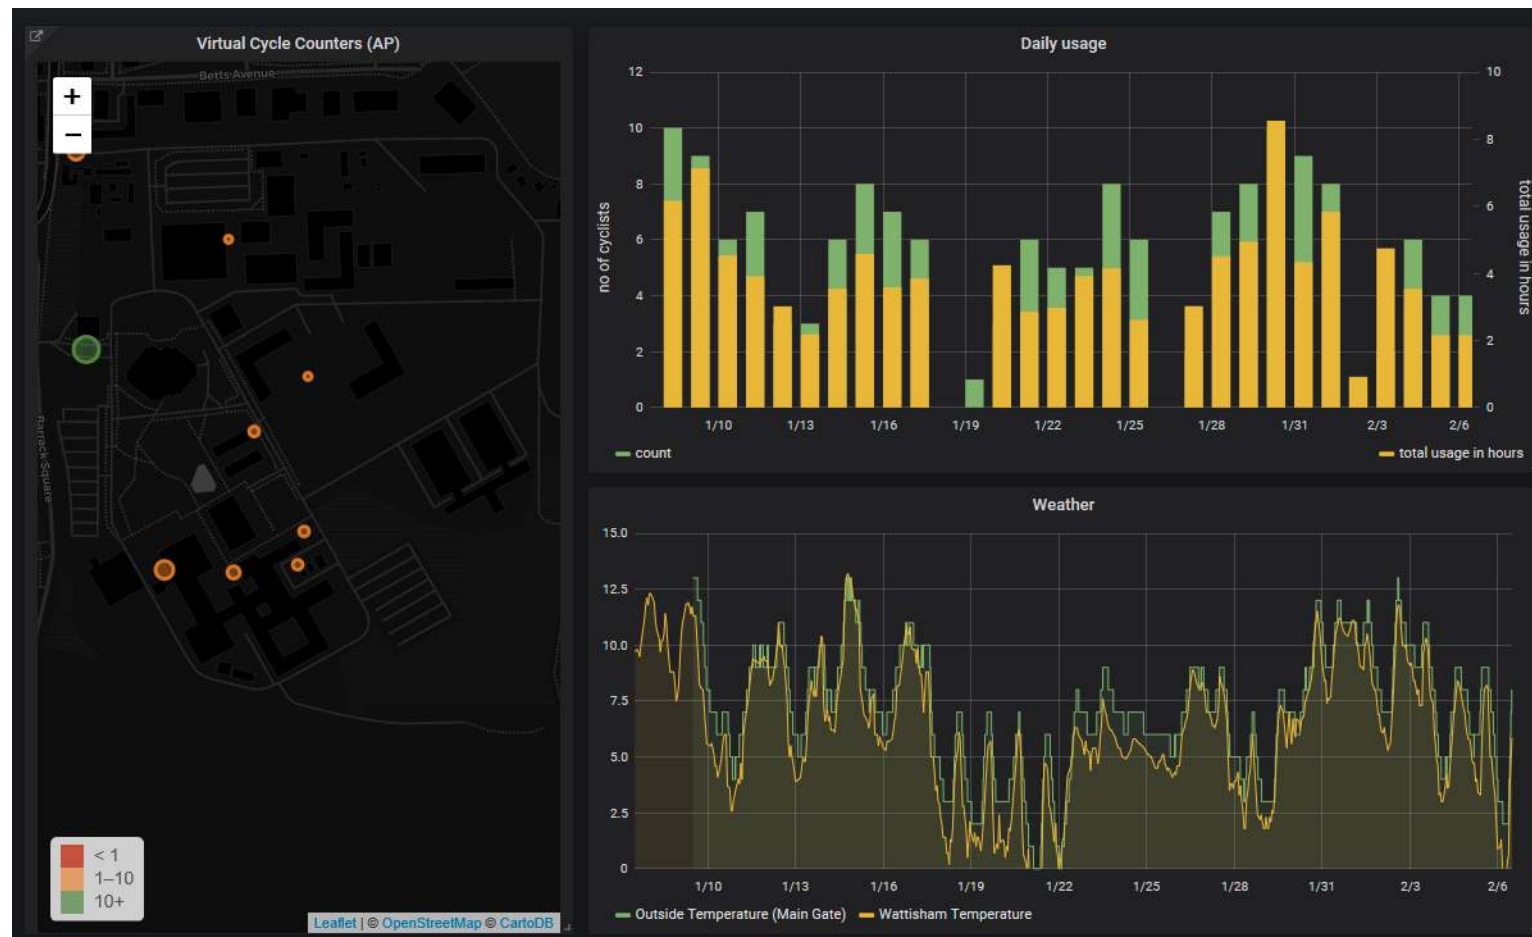 Virtual Cycle Counters (AP)
Betts Avenue
+
−
Barrack Square
< 1
1–10
10+
Leaflet | © OpenStreetMap © CartoDB
Daily usage
no of cyclists
12
10
8
6
4
2
0
10
8
6
4
2
0
total usage in hours
1/10 1/13 1/16 1/19 1/22 1/25 1/28 1/31 2/3 2/6
count total usage in hours
Weather
15.0
12.5
10.0
7.5
5.0
2.5
0
1/10 1/13 1/16 1/19 1/22 1/25 1/28 1/31 2/3 2/6
Outside Temperature (Main Gate) Wattisham Temperature